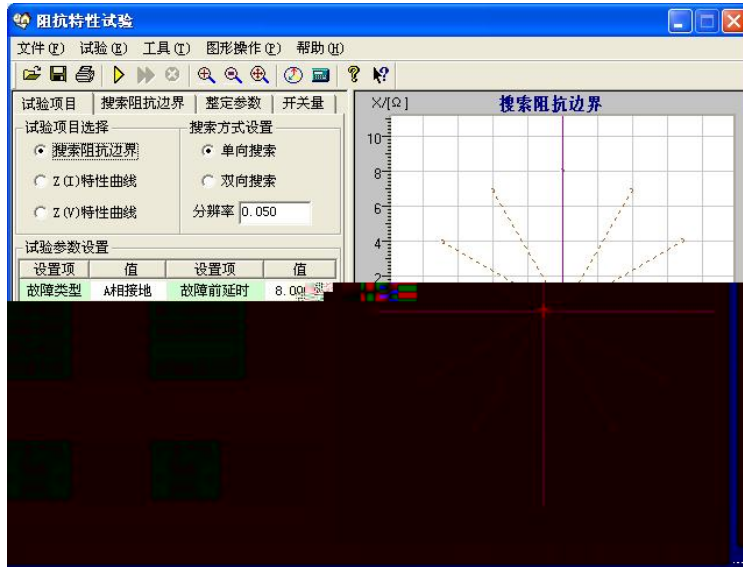 阻抗特性试验
文件(F) 试验(E) 工具(T) 图形操作(P) 帮助(H)
试验项目 搜索阻抗边界 整定参数 开关量
试验项目选择 搜索方式设置
搜索阻抗边界 单向搜索
Z(I)特性曲线 双向搜索
Z(V)特性曲线 分辨率 0.050
试验参数设置
设置项 值 设置项 值
故障类型 A相接地 故障前延时
X/[Ω] 搜索阻抗边界
10
8
6
4
2